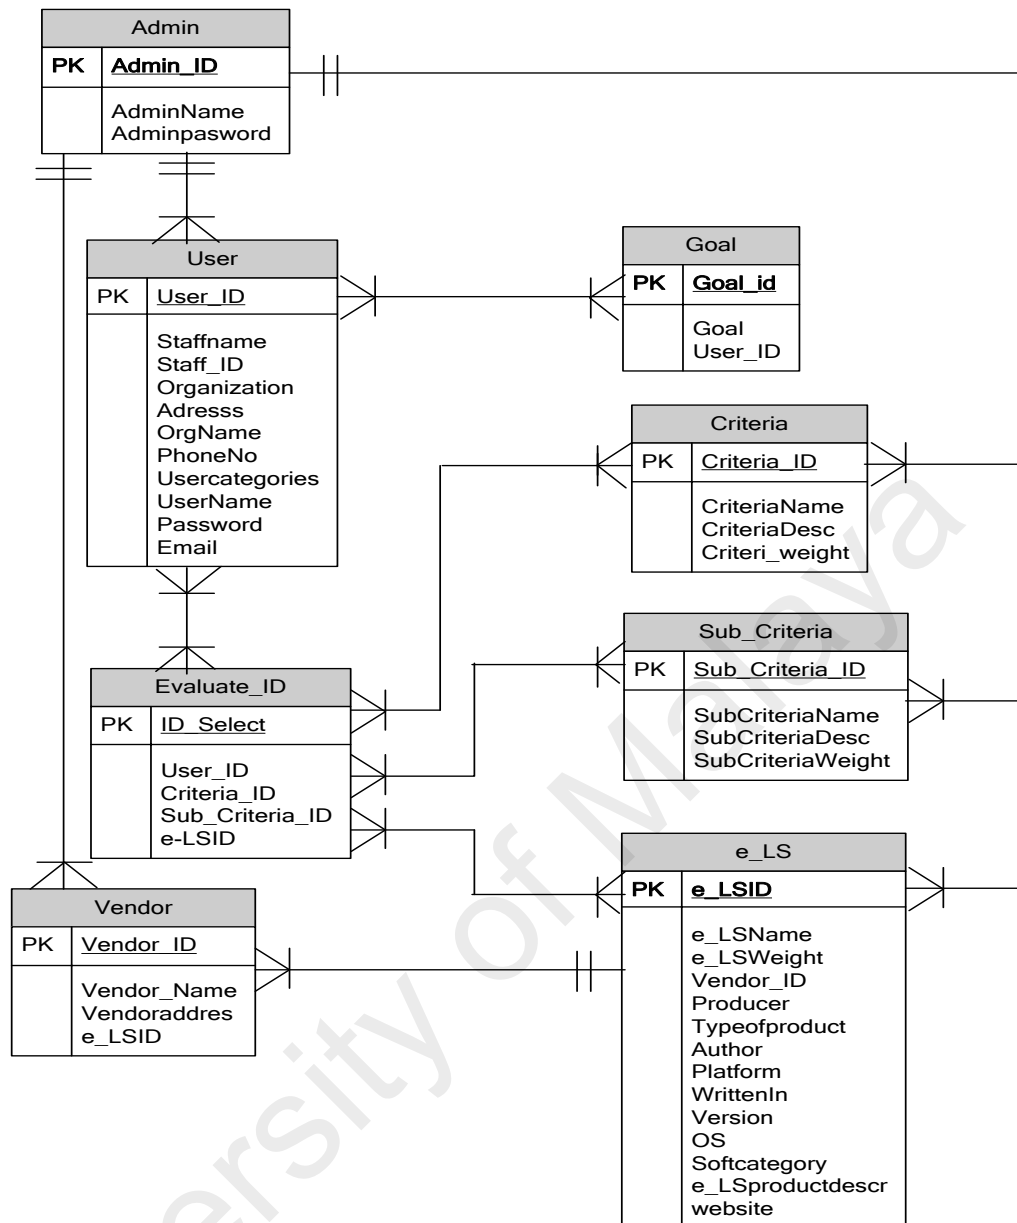 Admin
PK Admin_ID
AdminName
Adminpasword
User
PK User_ID
Staffname
Staff_ID
Organization
Adresss
OrgName
PhoneNo
Usercategories
UserName
Password
Email
Goal
PK Goal_id
Goal
User_ID
Criteria
PK Criteria_ID
CriteriaName
CriteriaDesc
Criteri_weight
Sub_Criteria
PK Sub_Criteria_ID
SubCriteriaName
SubCriteriaDesc
SubCriteriaWeight
Evaluate_ID
PK ID_Select
User_ID
Criteria_ID
Sub_Criteria_ID
e-LSID
e_LS
PK e_LSID
e_LSName
e_LSWeight
Vendor_ID
Producer
Typeofproduct
Author
Platform
WrittenIn
Version
OS
Softcategory
e_LSproductdescr
website
Vendor
PK Vendor_ID
Vendor_Name
Vendoraddres
e_LSID
ersity of Malaya